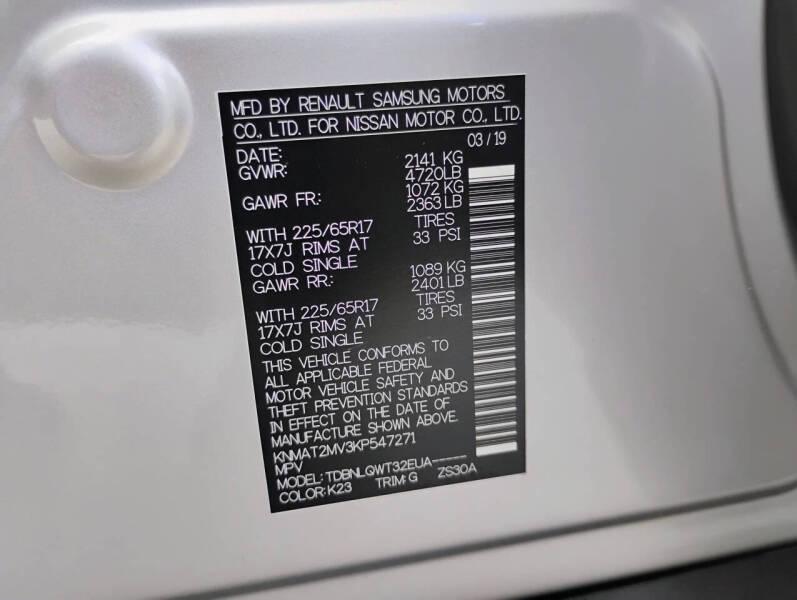 MFD BY RENAULT SAMSUNG MOTORS
CO., LTD. FOR NISSAN MOTOR CO., LTD.
DATE: 03 / 19
GVWR: 2141 KG
4720LB
GAWR FR: 1072 KG
2363 LB
WITH 225/65R17 TIRES
17X7J RIMS AT 33 PSI
COLD SINGLE
GAWR RR: 1089 KG
2401 LB
WITH 225/65R17 TIRES
17X7J RIMS AT 33 PSI
COLD SINGLE
THIS VEHICLE CONFORMS TO
ALL APPLICABLE FEDERAL
MOTOR VEHICLE SAFETY AND
THEFT PREVENTION STANDARDS
IN EFFECT ON THE DATE OF
MANUFACTURE SHOWN ABOVE.
KNMAT2MV3KP547271
MPV
MODEL: TDBNLQWT32EUA-----
COLOR: K23 TRIM: G ZS30A